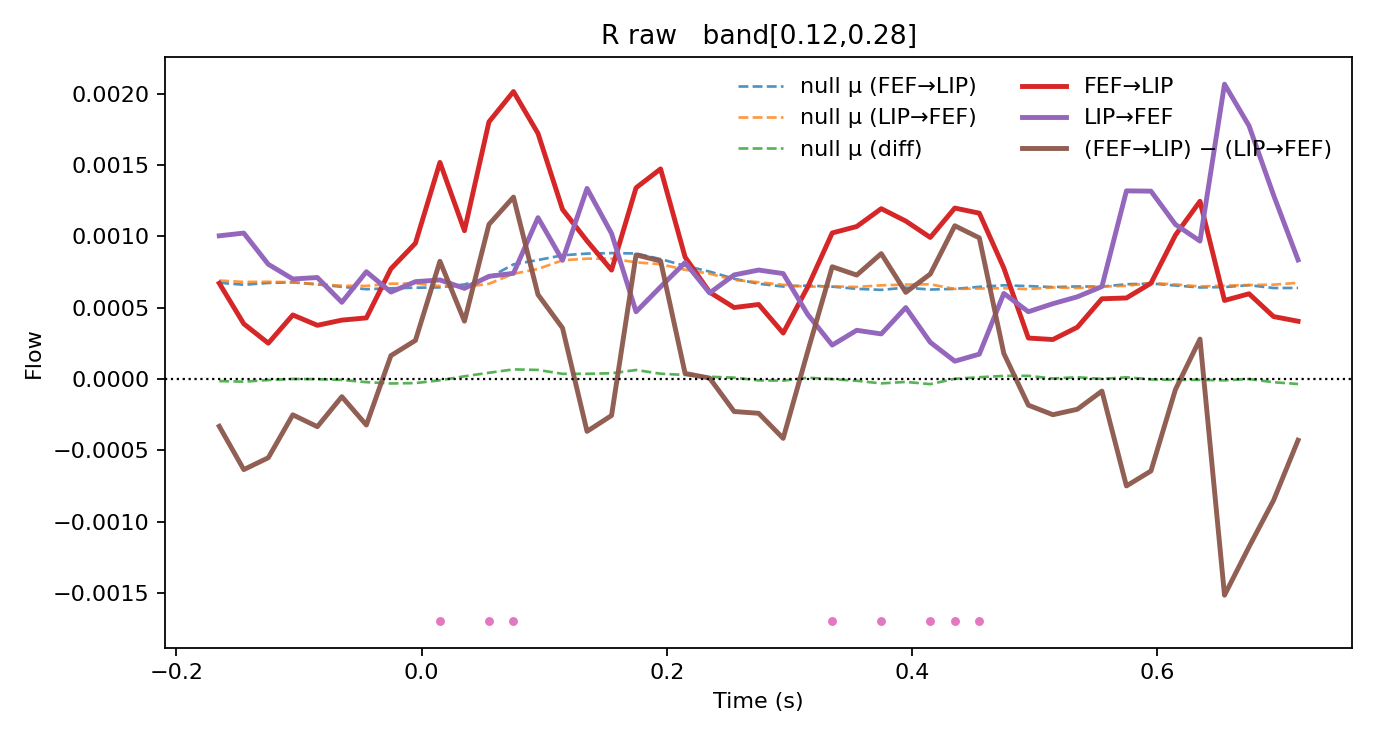 R raw band[0.12,0.28]
null μ (FEF→LIP)
null μ (LIP→FEF)
null μ (diff)
FEF→LIP
LIP→FEF
(FEF→LIP) − (LIP→FEF)
Flow
0.0020
0.0015
0.0010
0.0005
0.0000
−0.0005
−0.0010
−0.0015
−0.2 0.0 0.2 0.4 0.6
Time (s)